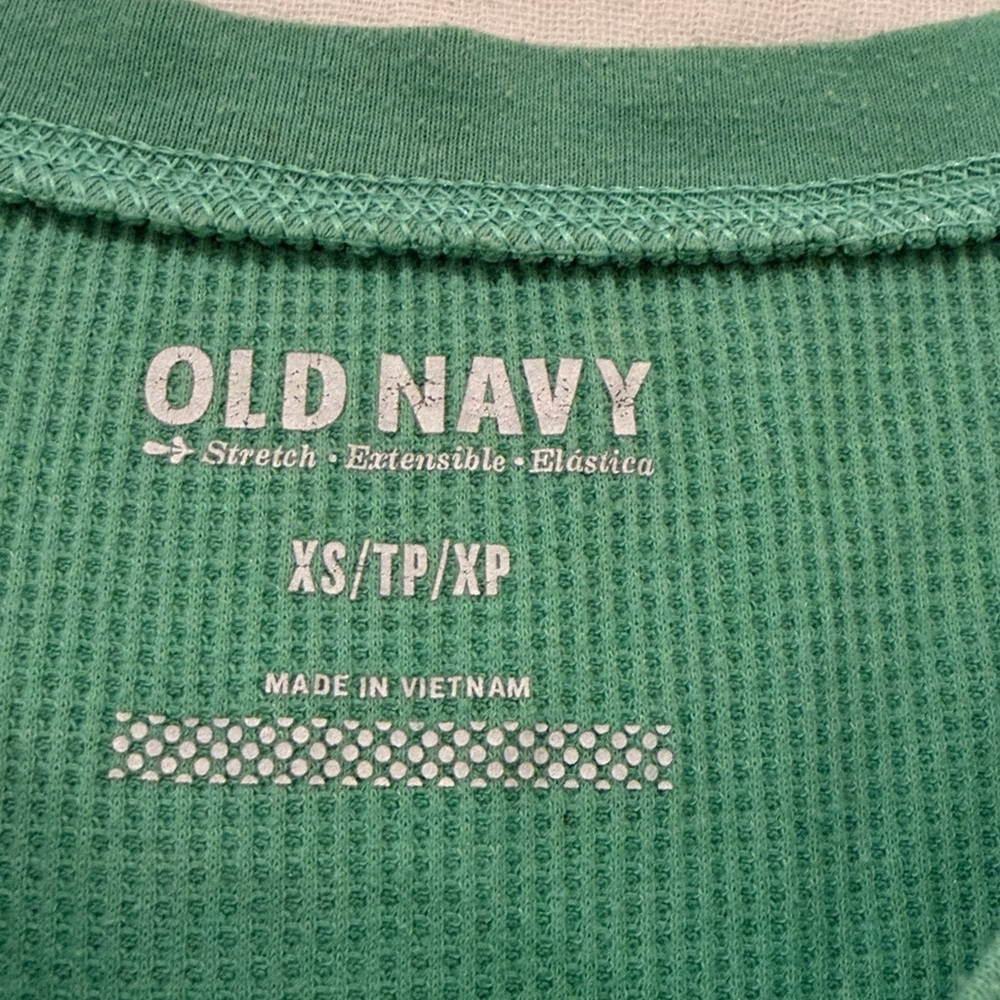 OLD NAVY
Stretch · Extensible · Elástica
XS/TP/XP
MADE IN VIETNAM